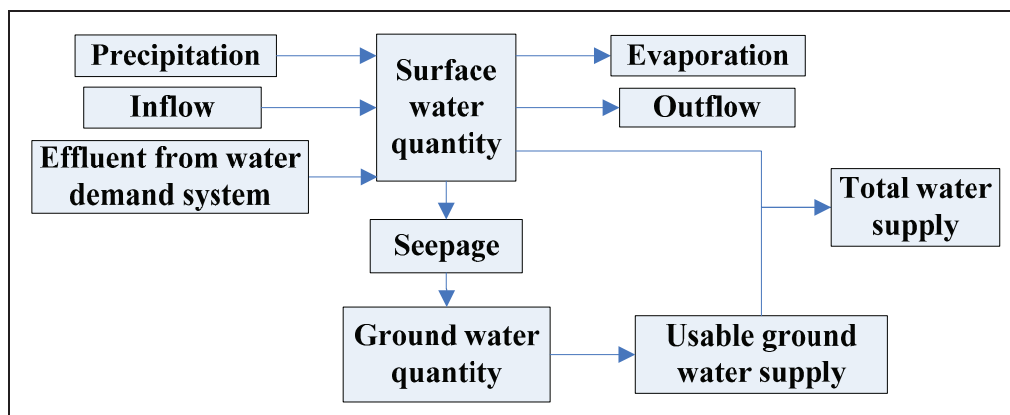 Precipitation
Inflow
Effluent from water
demand system
Surface
water
quantity
Evaporation
Outflow
Total water
supply
Seepage
Ground water
quantity
Usable ground
water supply